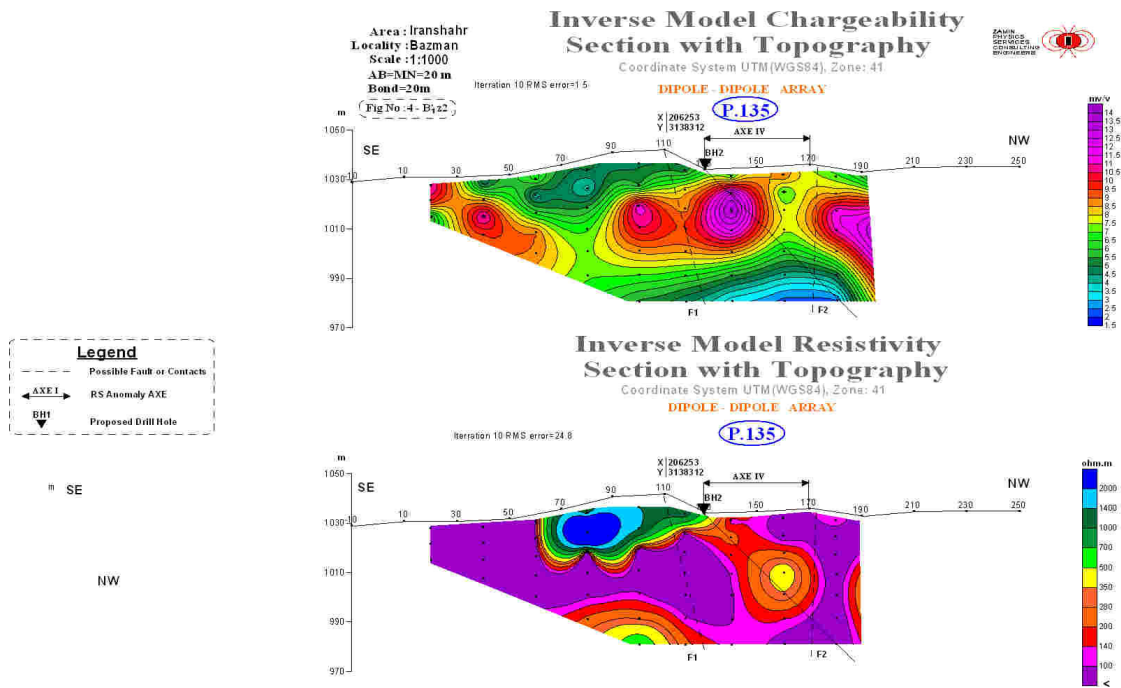 Area : Iranshahr
Locality : Bazman
Scale : 1:1000
AB=MN=20 m
Bond=20m
Inverse Model Chargeability
Section with Topography
Coordinate System UTM(WGS84), Zone: 41
ZAMIN
PHYSICS
SERVICES
CONSULTING
ENGINEERS
Iterration 10 RMS error=1.5
DIPOLE - DIPOLE ARRAY
P.135
X 206253
Y 3138312
AXE IV
BH2
m
SE
NW
10 10 30 50 70 90 110 150 170 190 210 230 250
1050
1030
1010
990
970
F1
F2
mv/v
14
13.5
13
12.5
12
11.5
11
10.5
10
9.5
9
8.5
8
7.5
7
6.5
6
5.5
5
4.5
4
3.5
3
2.5
2
1.5
Legend
Possible Fault or Contacts
AXE I
RS Anomaly AXE
BH1
Proposed Drill Hole
m SE
NW
Inverse Model Resistivity
Section with Topography
Coordinate System UTM(WGS84), Zone: 41
DIPOLE - DIPOLE ARRAY
Iterration 10 RMS error=24.8
P.135
X 206253
Y 3138312
AXE IV
BH2
m
SE
NW
10 10 30 50 70 90 110 150 170 190 210 230 250
1050
1030
1010
990
970
F1
F2
ohm.m
2000
1400
1000
700
500
350
280
200
140
100
<